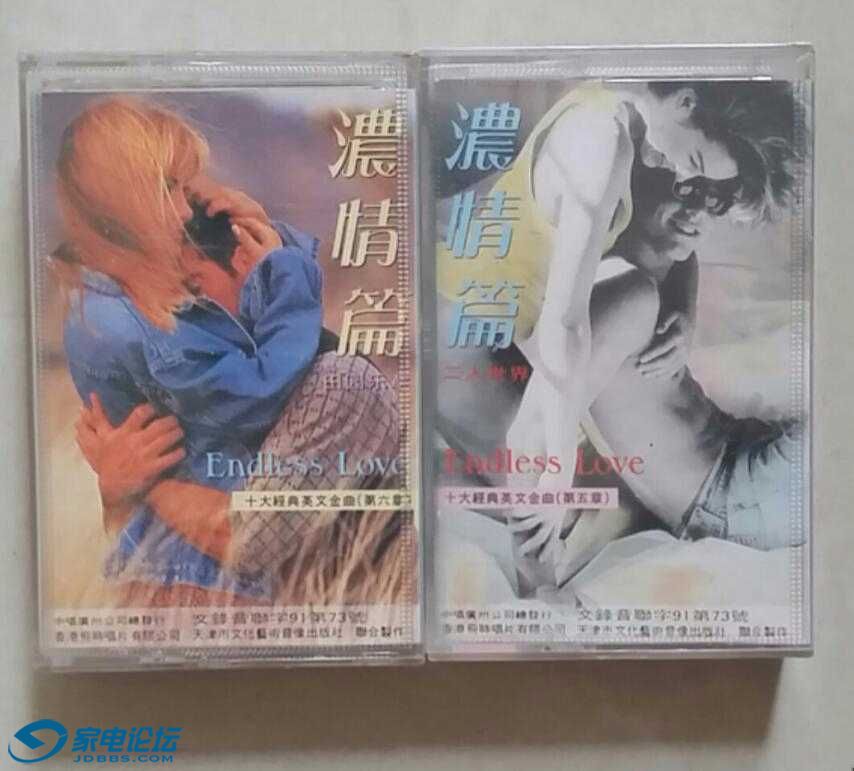 濃情篇
Endless Love
十大經典英文金曲(第六章)
中唱廣州公司總發行 文錄音聯字91第73號
香港飛時唱片有限公司 天津市文化藝術音像出版社 聯合製作
濃情篇
二人世界
Endless Love
十大經典英文金曲(第五章)
中唱廣州公司總發行 文錄音聯字91第73號
香港飛時唱片有限公司 天津市文化藝術音像出版社 聯合製作
家电论坛
JDBBS.COM